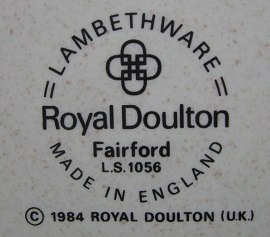 = LAMBETHWARE =
Royal Doulton
Fairford
L.S.1056
MADE IN ENGLAND
© 1984 ROYAL DOULTON (U.K.)